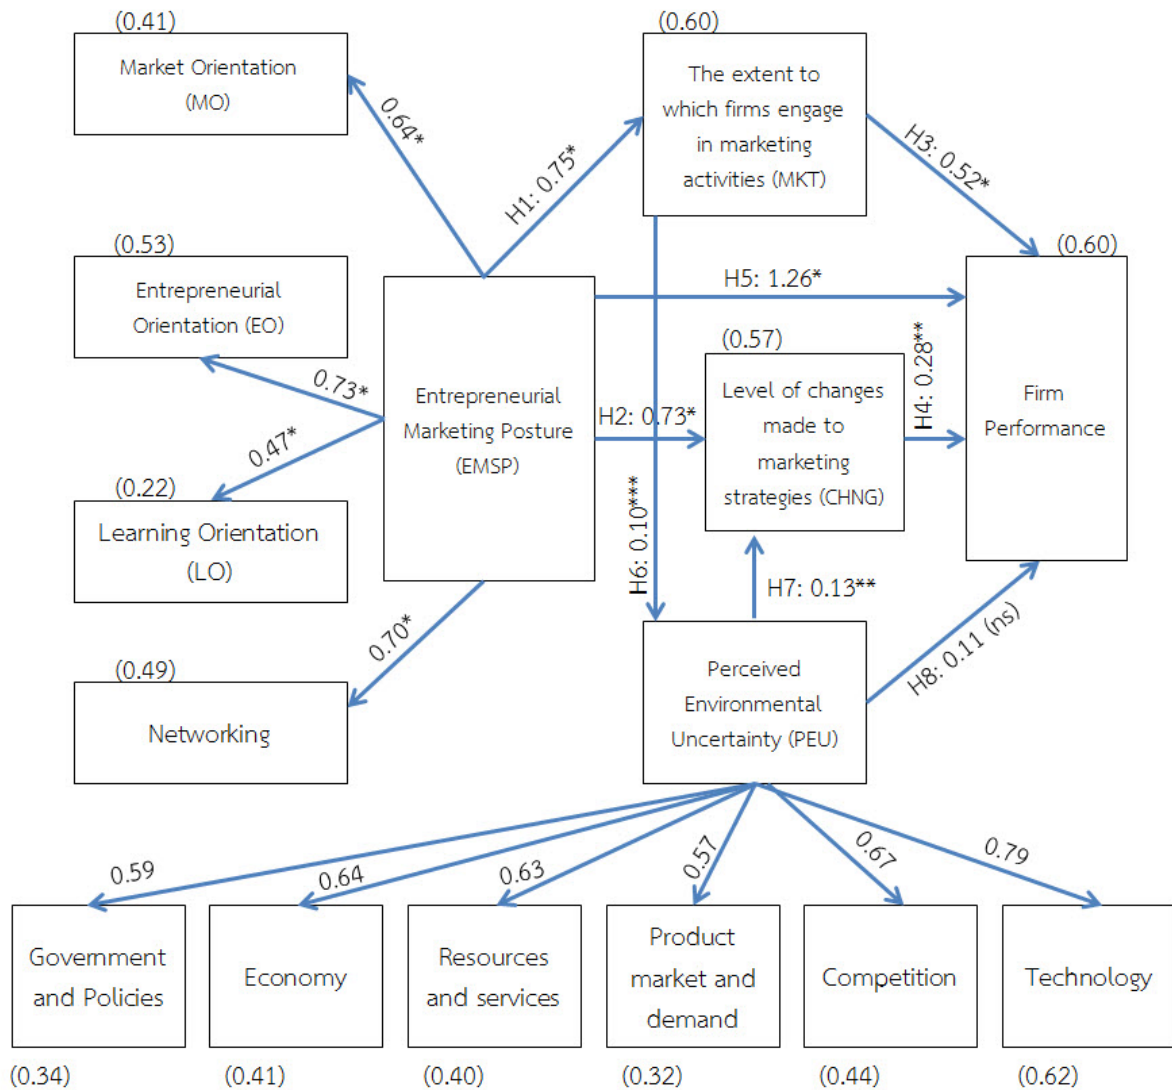 (0.41)
Market Orientation
(MO)
0.64*
(0.60)
The extent to
which firms engage
in marketing
activities (MKT)
H1: 0.75*
H3: 0.52*
(0.53)
Entrepreneurial
Orientation (EO)
0.73*
0.47*
Entrepreneurial
Marketing Posture
(EMSP)
H5: 1.26*
H2: 0.73*
(0.57)
Level of changes
made to
marketing
strategies (CHNG)
H4: 0.28**
(0.60)
Firm
Performance
(0.22)
Learning Orientation
(LO)
0.70*
H6: 0.10***
H7: 0.13**
H8: 0.11 (ns)
(0.49)
Networking
Perceived
Environmental
Uncertainty (PEU)
0.59
0.64
0.63
0.57
0.67
0.79
Government
and Policies
Economy
Resources
and services
Product
market and
demand
Competition
Technology
(0.34)
(0.41)
(0.40)
(0.32)
(0.44)
(0.62)